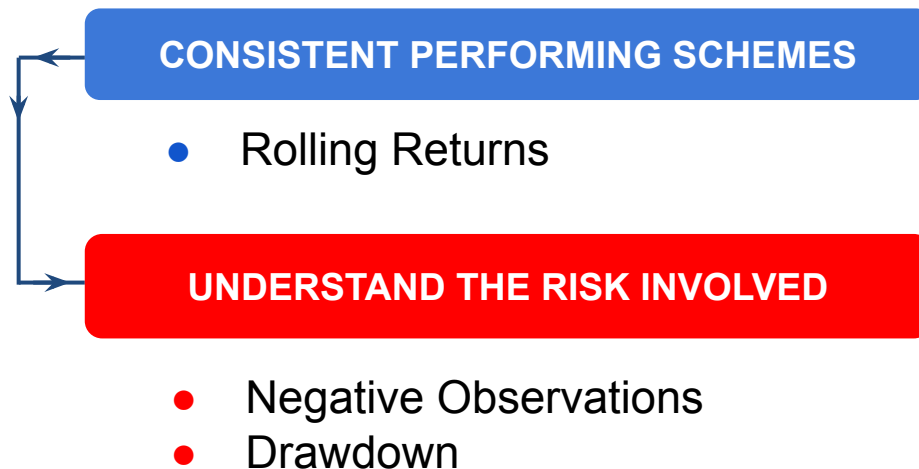 CONSISTENT PERFORMING SCHEMES
● Rolling Returns
UNDERSTAND THE RISK INVOLVED
● Negative Observations
● Drawdown